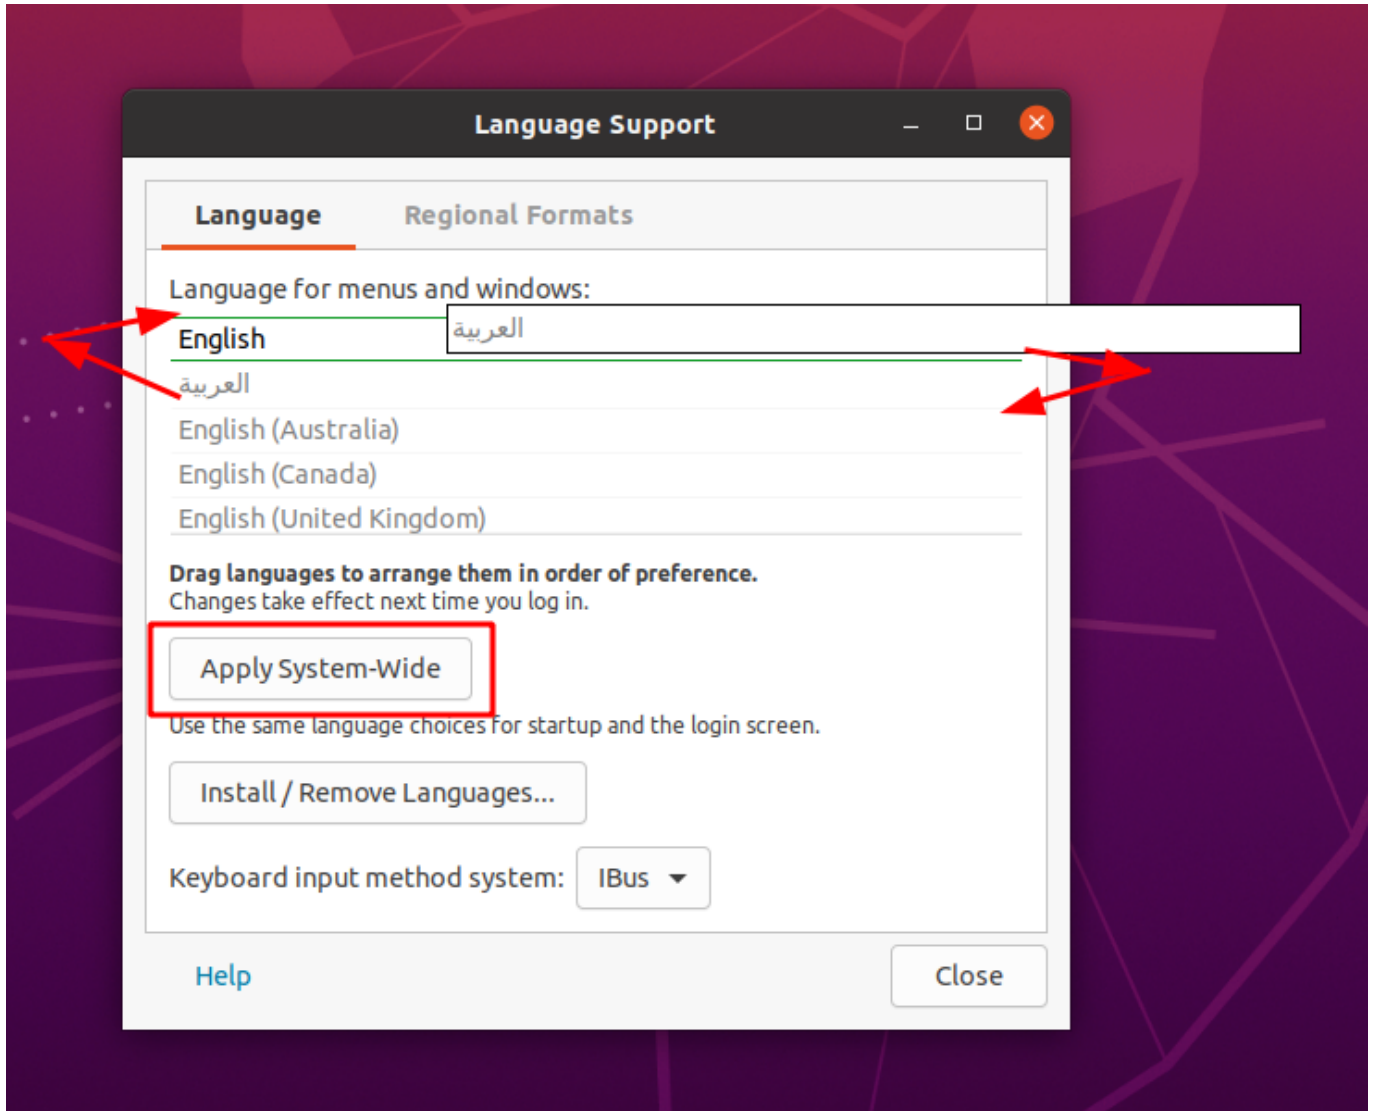 Language Support
Language
Regional Formats
Language for menus and windows:
العربية
English
العربية
English (Australia)
English (Canada)
English (United Kingdom)
Drag languages to arrange them in order of preference.
Changes take effect next time you log in.
Apply System-Wide
Use the same language choices for startup and the login screen.
Install / Remove Languages...
Keyboard input method system:
IBus
Help
Close